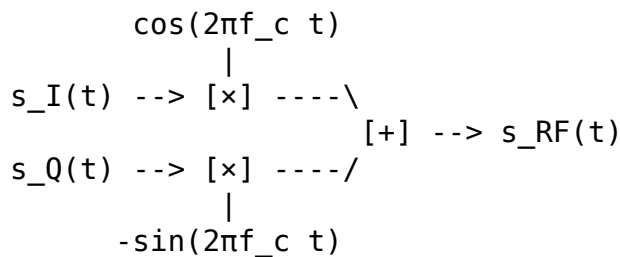 cos(2πf_c t)
|
s_I(t) --> [×] ----\
[+] --> s_RF(t)
s_Q(t) --> [×] ----/
|
-sin(2πf_c t)